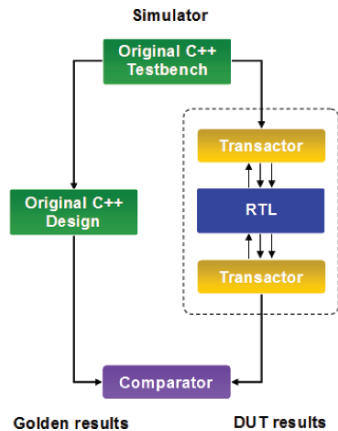 Simulator
Original C++
Testbench
Transactor
Original C++
Design
RTL
Transactor
Comparator
Golden results
DUT results